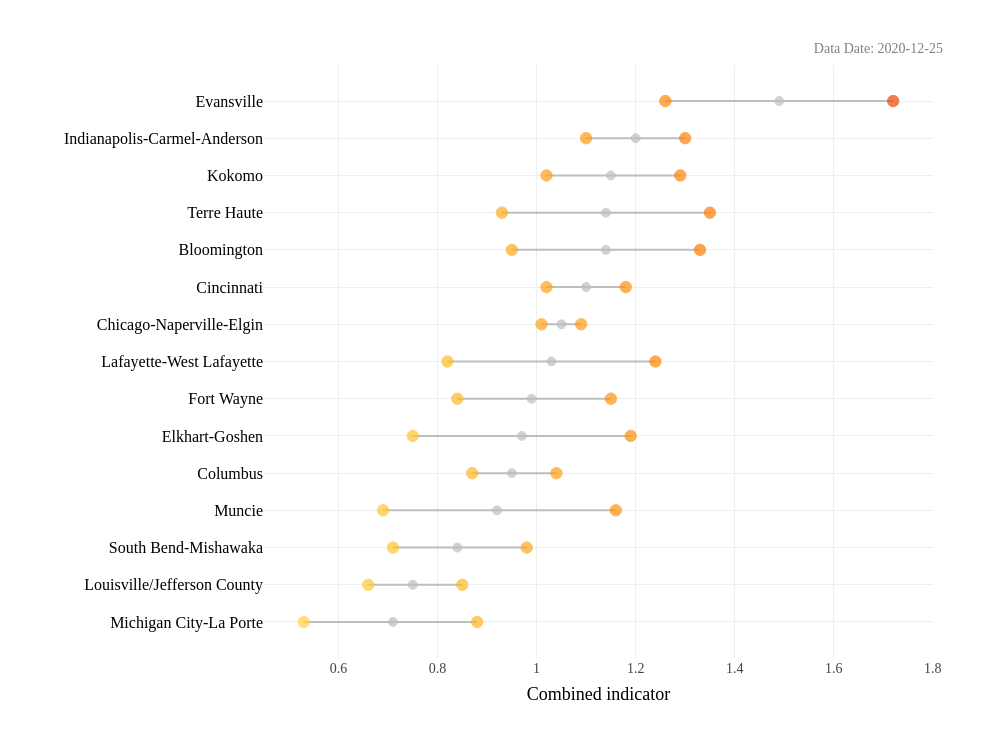 Data Date: 2020-12-25
Evansville
Indianapolis-Carmel-Anderson
Kokomo
Terre Haute
Bloomington
Cincinnati
Chicago-Naperville-Elgin
Lafayette-West Lafayette
Fort Wayne
Elkhart-Goshen
Columbus
Muncie
South Bend-Mishawaka
Louisville/Jefferson County
Michigan City-La Porte
0.6 0.8 1 1.2 1.4 1.6 1.8
Combined indicator